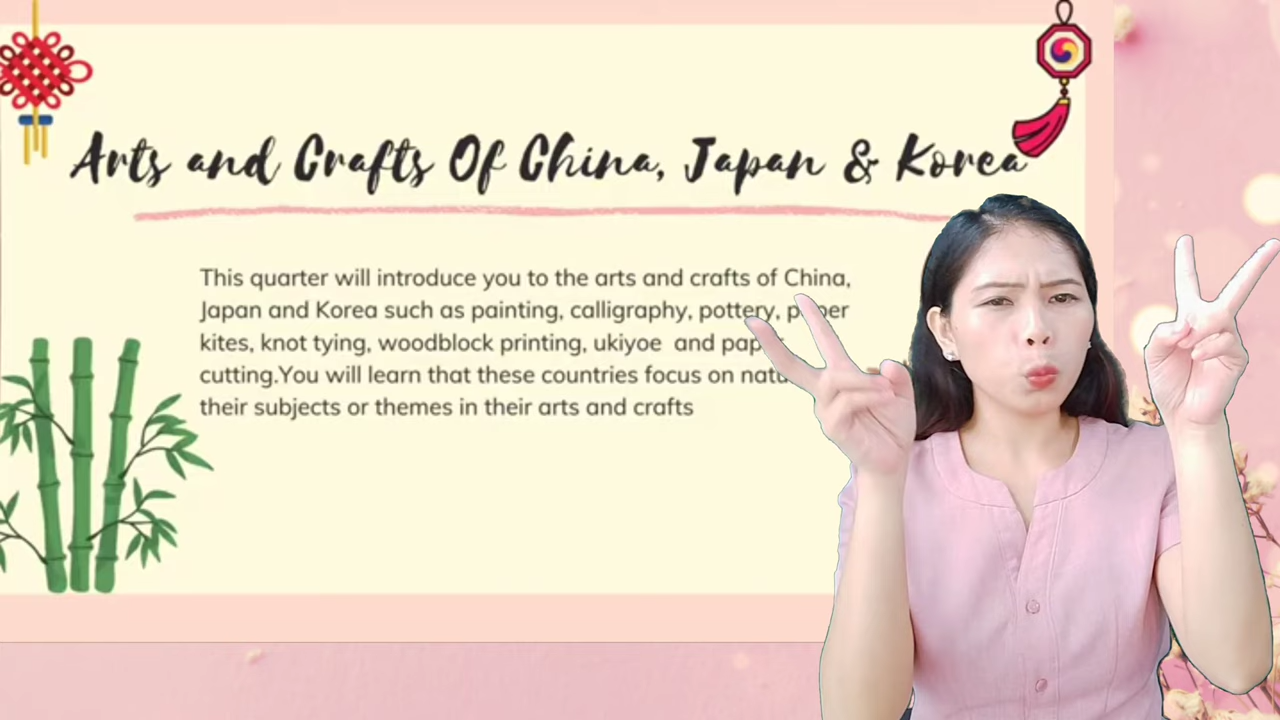 Arts and Crafts Of China, Japan & Korea
This quarter will introduce you to the arts and crafts of China,
Japan and Korea such as painting, calligraphy, pottery,
kites, knot tying, woodblock printing, ukiyoe and
cutting.You will learn that these countries focus on
their subjects or themes in their arts and crafts